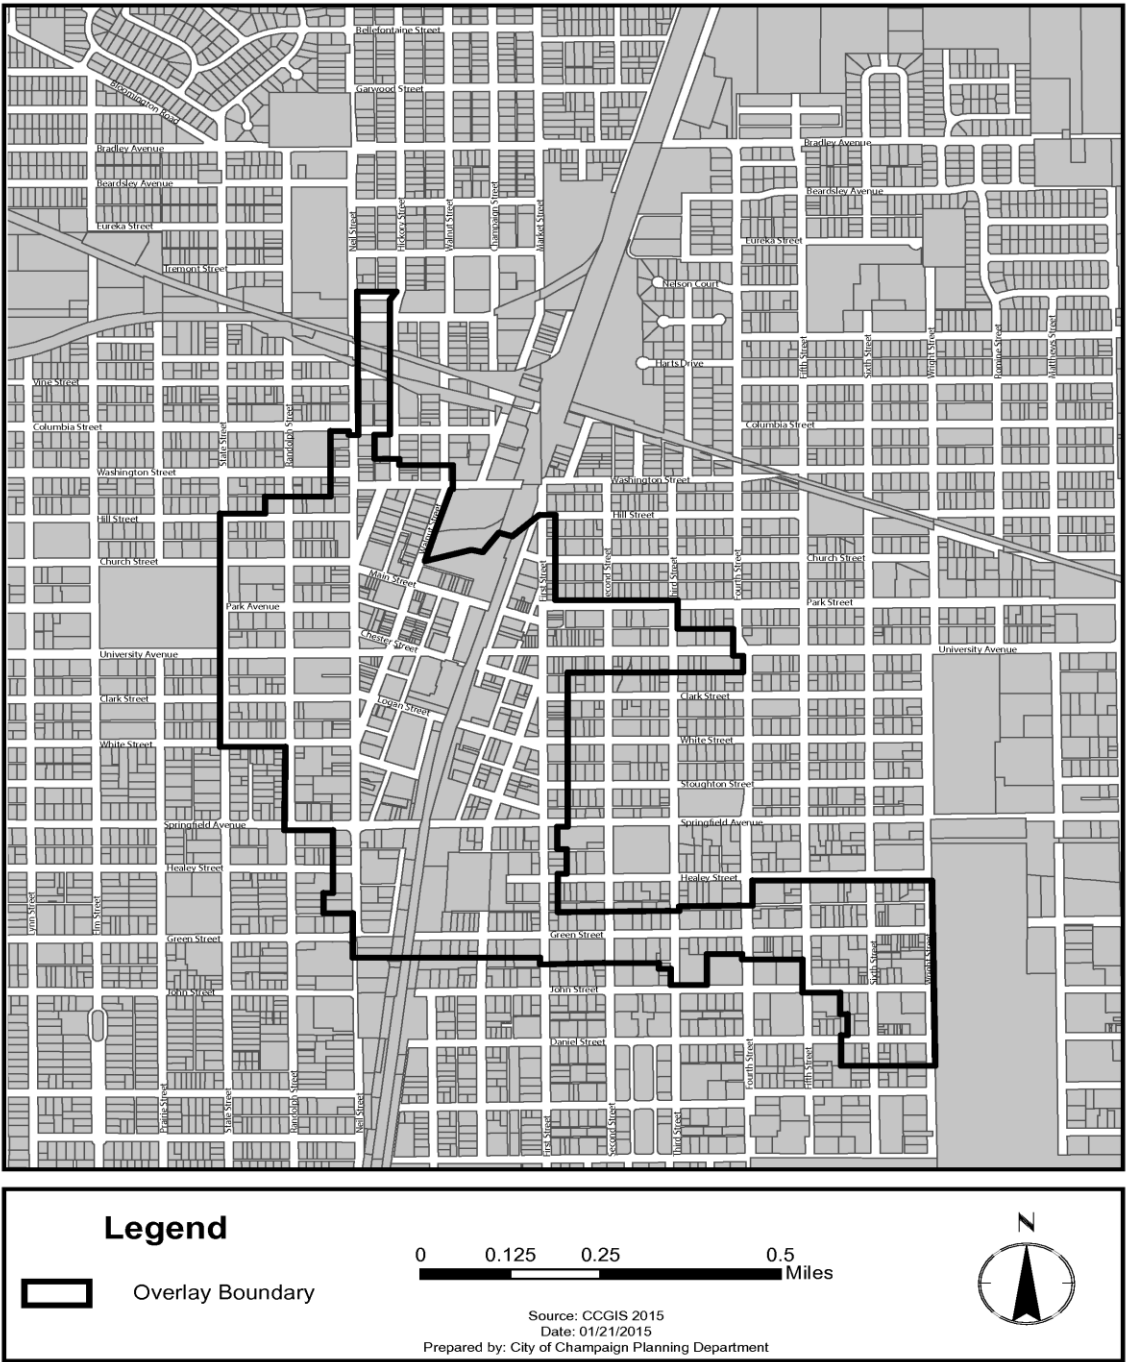 Bellefontaine Street
Garwood Street
Bloomington Road
Bradley Avenue
Bradley Avenue
Beardsley Avenue
Beardsley Avenue
Eureka Street
Neil Street
Hickory Street
Walnut Street
Champaign Street
Market Street
Eureka Street
Tremont Street
Nelson Court
Harts Drive
Fifth Street
Sixth Street
Wright Street
Romine Street
Matthews Street
Vine Street
Columbia Street
State Street
Randolph Street
Columbia Street
Washington Street
Washington Street
Hill Street
Hill Street
Walnut Street
Church Street
Church Street
First Street
Second Street
Third Street
Fourth Street
Main Street
Park Avenue
Park Street
Chester Street
University Avenue
University Avenue
Clark Street
Clark Street
Logan Street
White Street
White Street
Stoughton Street
Springfield Avenue
Springfield Avenue
Healey Street
Healey Street
Lynn Street
Elm Street
Green Street
Green Street
Sixth Street
Wright Street
John Street
John Street
Daniel Street
Fourth Street
Fifth Street
Prairie Street
State Street
Randolph Street
Neil Street
First Street
Second Street
Third Street
Legend
Overlay Boundary
0 0.125 0.25 0.5
Miles
Source: CCGIS 2015
Date: 01/21/2015
Prepared by: City of Champaign Planning Department
N